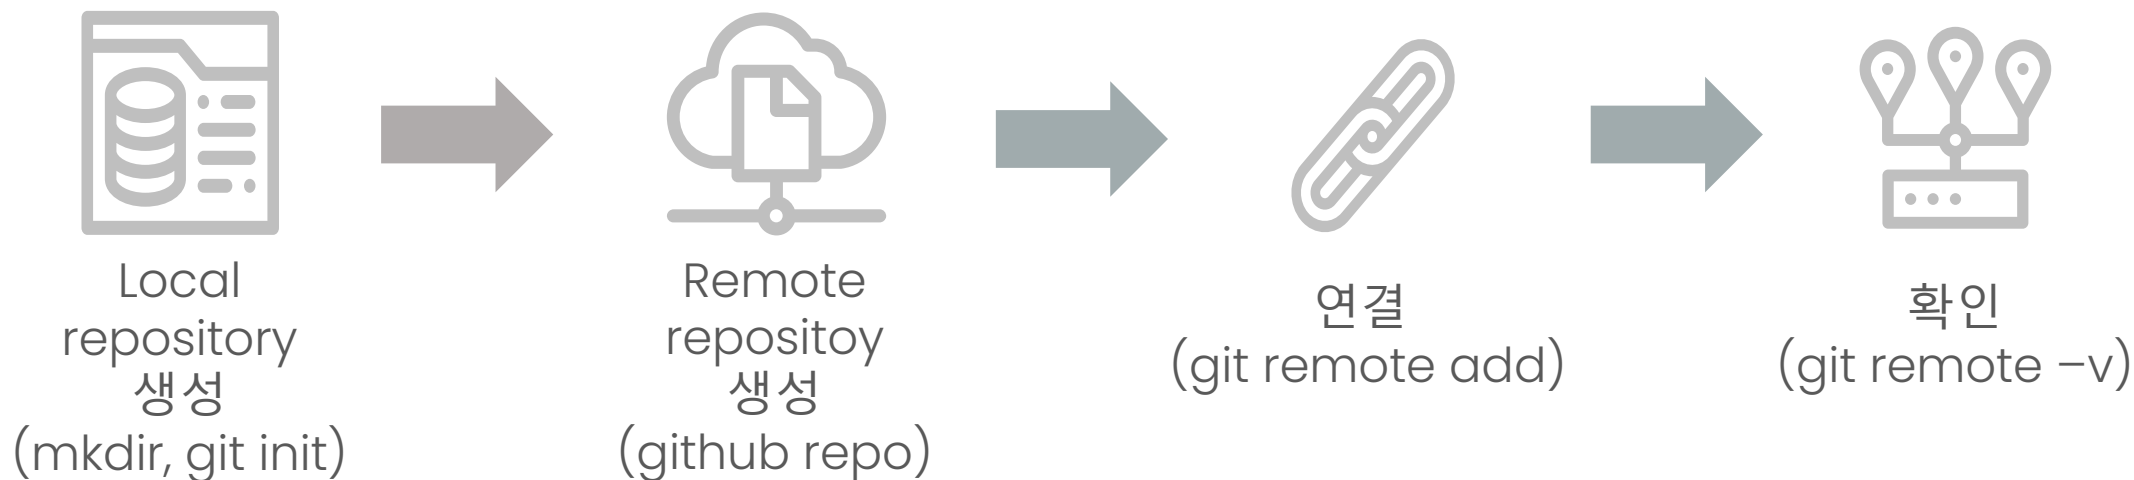 Local
repository
생성
(mkdir, git init)
Remote
repositoy
생성
(github repo)
연결
(git remote add)
확인
(git remote –v)